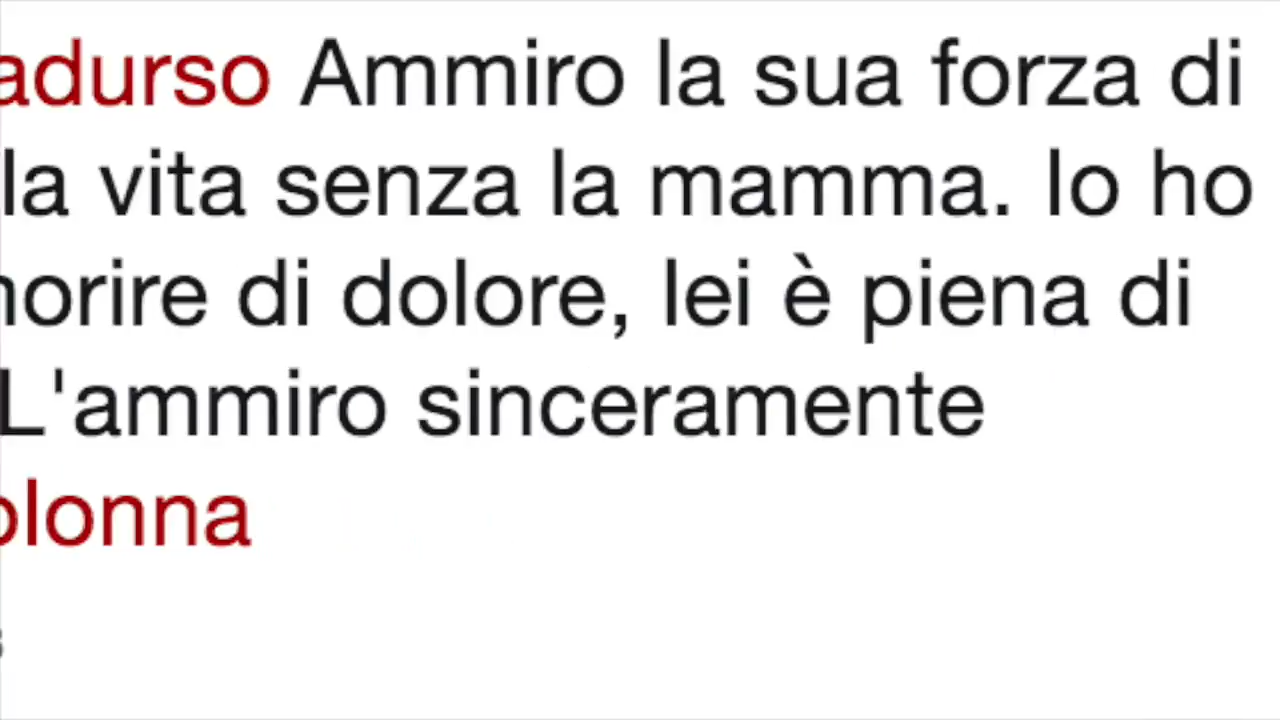 adurso Ammiro la sua forza di
la vita senza la mamma. Io ho
orire di dolore, lei è piena di
L'ammiro sinceramente
olonna